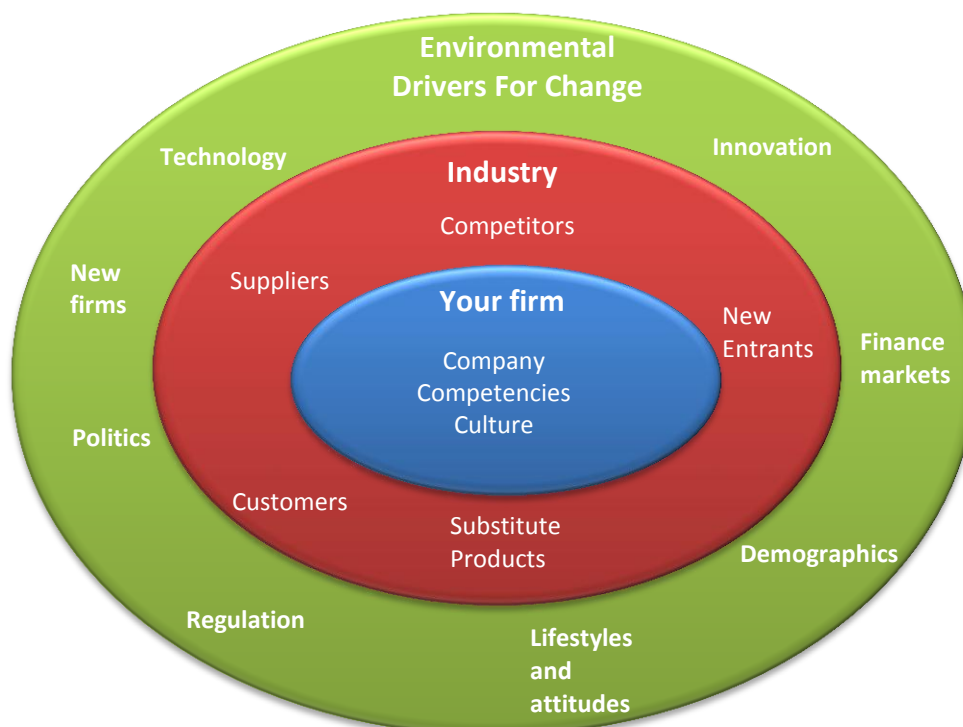 Environmental
Drivers For Change
Technology
Innovation
Industry
Competitors
Suppliers
New
firms
Your firm
New
Entrants
Finance
markets
Company
Competencies
Culture
Politics
Customers
Substitute
Products
Demographics
Regulation
Lifestyles
and
attitudes